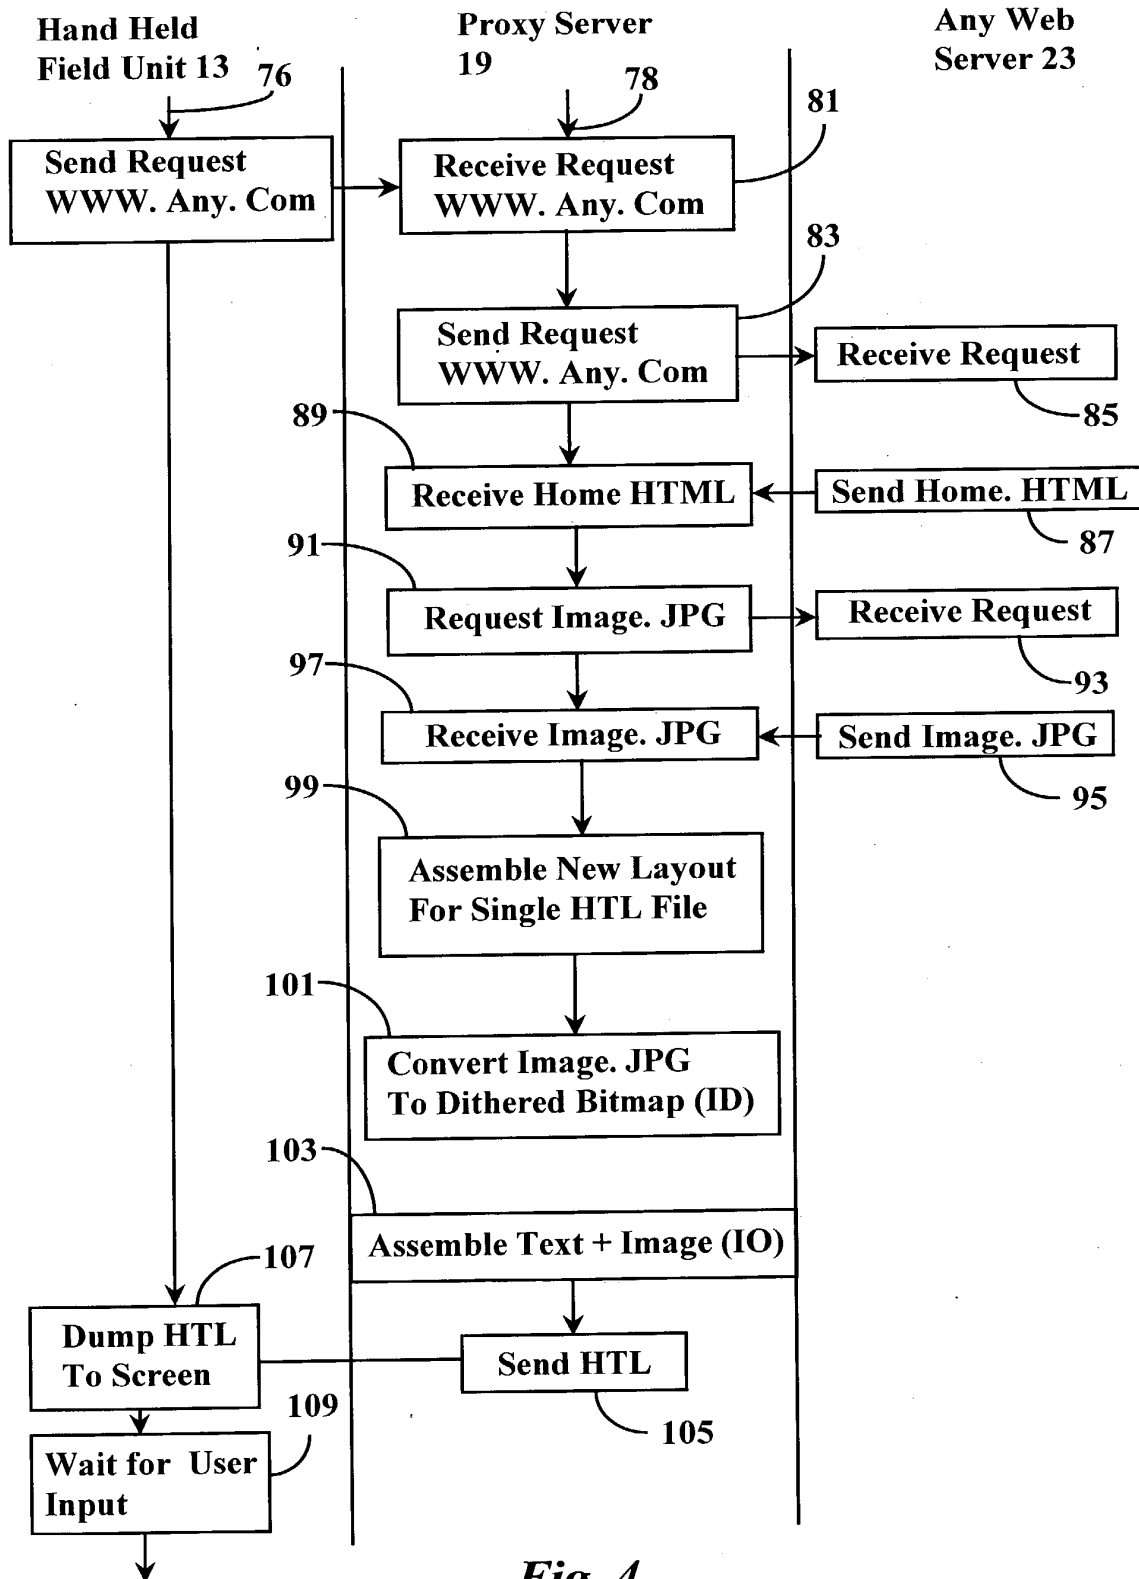 Hand Held
Field Unit 13
Proxy Server
19
Any Web
Server 23
76
78
81
Send Request
WWW. Any. Com
Receive Request
WWW. Any. Com
83
Send Request
WWW. Any. Com
Receive Request
85
89
Receive Home HTML
Send Home. HTML
87
91
Request Image. JPG
Receive Request
93
97
Receive Image. JPG
Send Image. JPG
95
99
Assemble New Layout
For Single HTL File
101
Convert Image. JPG
To Dithered Bitmap (ID)
103
Assemble Text + Image (IO)
107
Dump HTL
To Screen
Send HTL
105
109
Wait for User
Input
Fig. 4